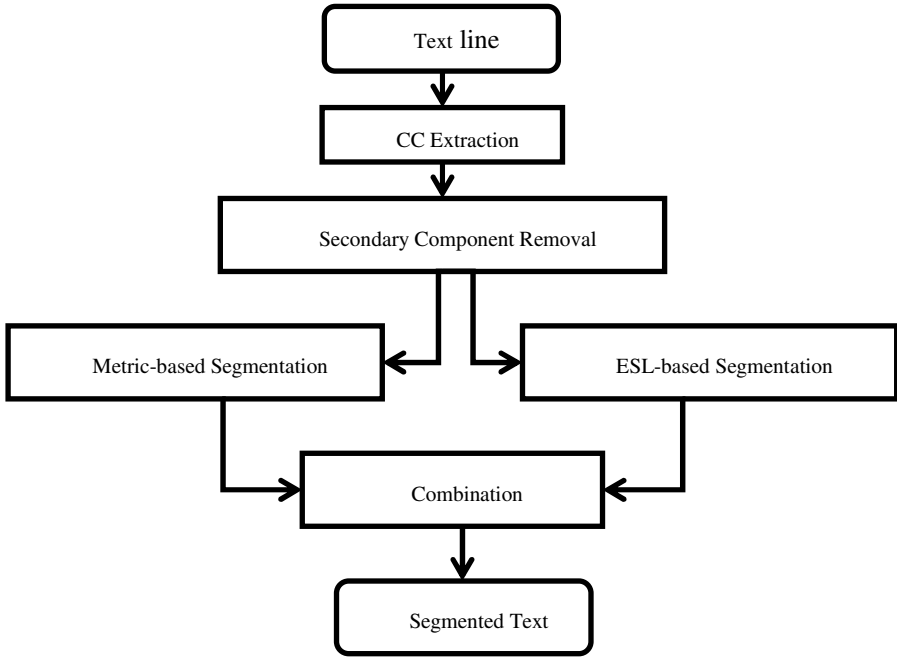 Text line
CC Extraction
Secondary Component Removal
Metric-based Segmentation
ESL-based Segmentation
Combination
Segmented Text